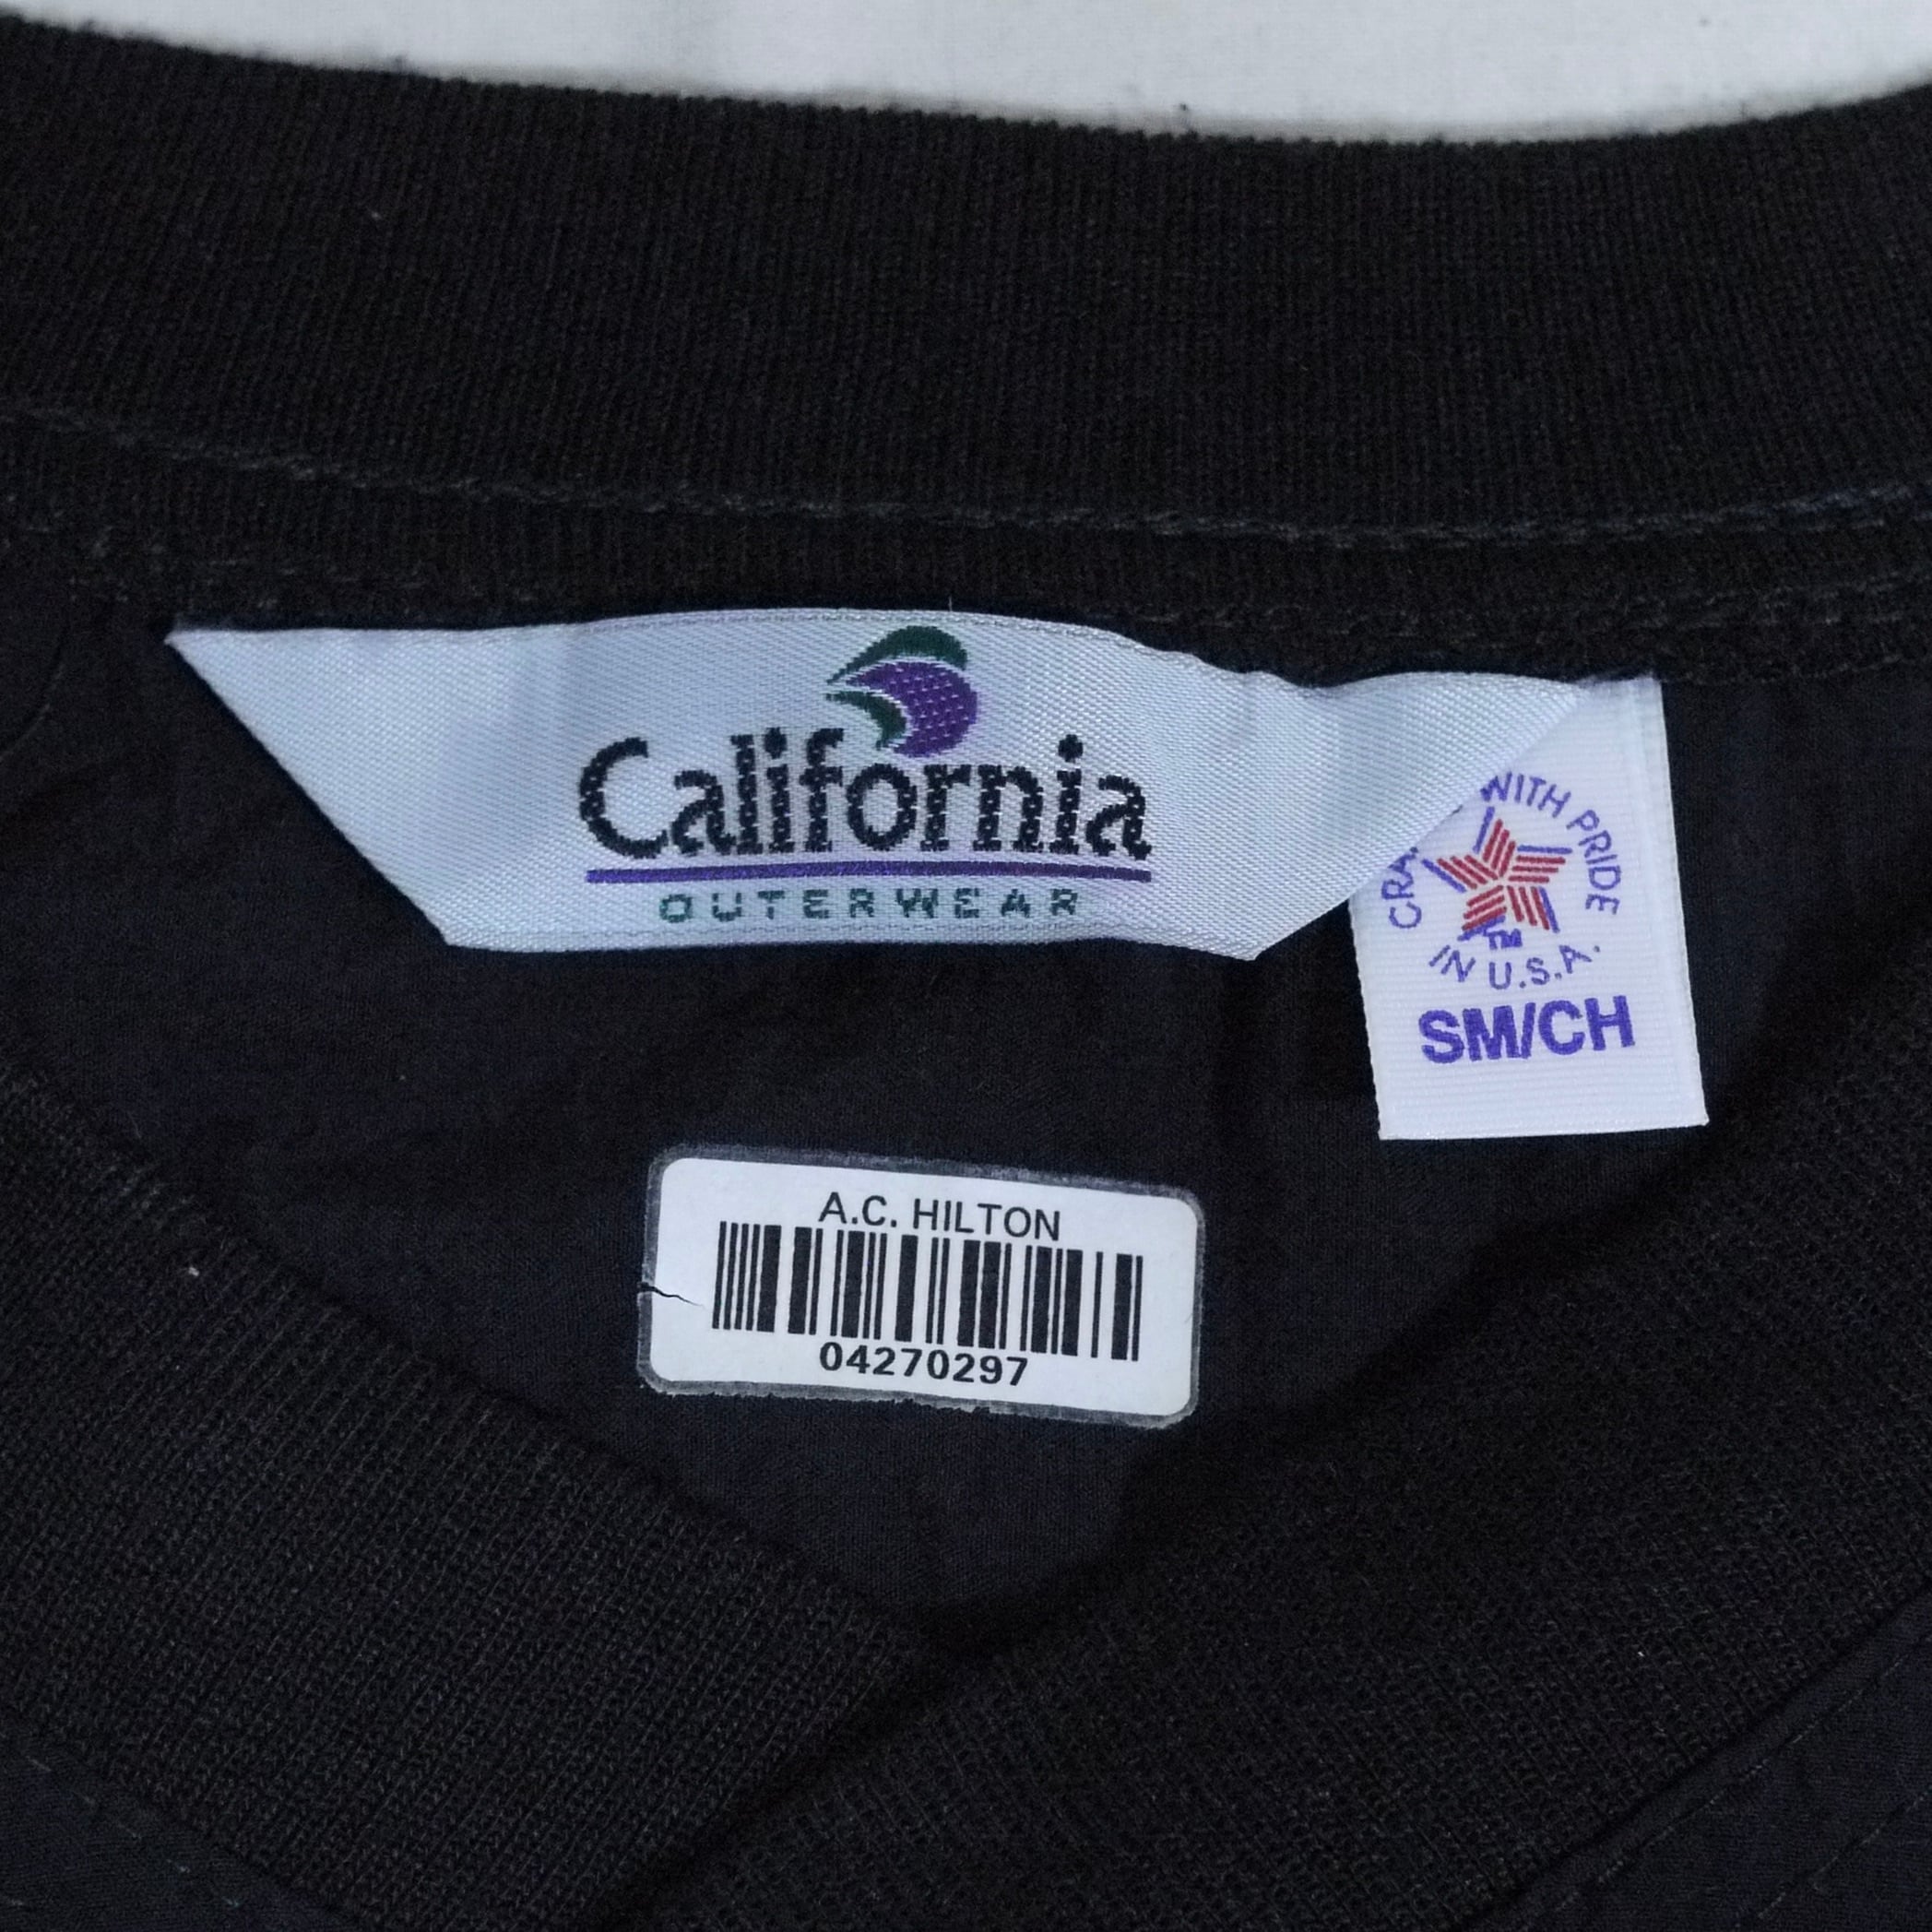 California
OUTERWEAR
WITH PRIDE
IN U.S.A.
TM
SM/CH
A.C. HILTON
04270297